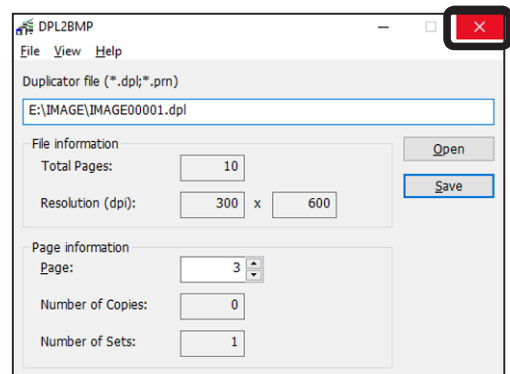 DPL2BMP
File View Help
Duplicator file (*.dpl;*.prn)
E:\IMAGE\IMAGE00001.dpl
File information
Open
Total Pages: 10
Save
Resolution (dpi): 300 x 600
Page information
Page: 3
Number of Copies: 0
Number of Sets: 1